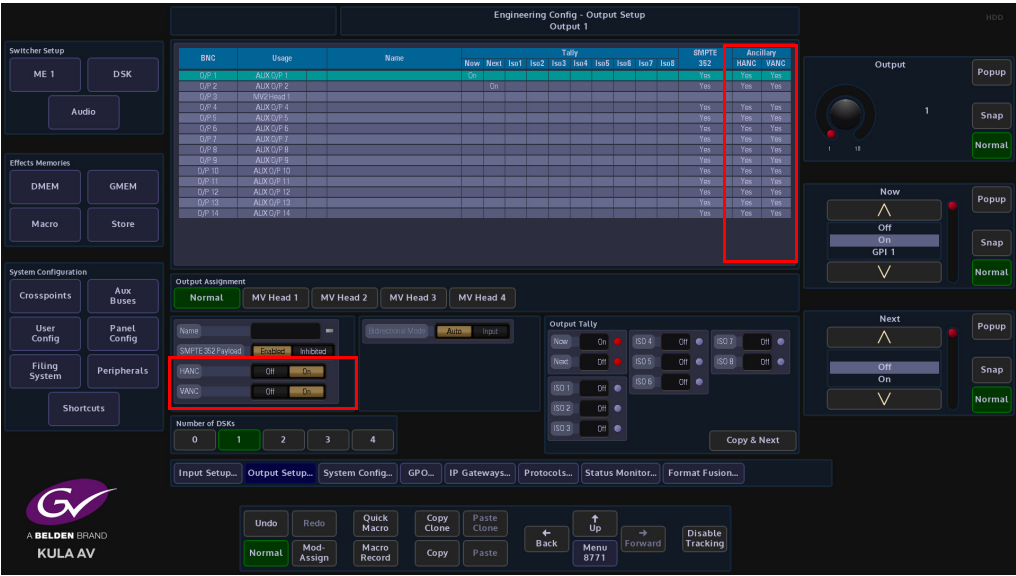 Engineering Config - Output Setup
Output 1
HDD
Switcher Setup
ME 1
DSK
Audio
Effects Memories
DMEM
GMEM
Macro
Store
System Configuration
Crosspoints
Aux Buses
User Config
Panel Config
Filing System
Peripherals
Shortcuts
BNC Usage Name Tally SMPTE 352 Ancillary
Now Next Iso1 Iso2 Iso3 Iso4 Iso5 Iso6 Iso7 Iso8 HANC VANC
O/P 1 AUX O/P 1 On Yes Yes Yes
O/P 2 AUX O/P 2 On Yes Yes Yes
O/P 3 MV2 Head 1
O/P 4 AUX O/P 4 Yes Yes Yes
O/P 5 AUX O/P 5 Yes Yes Yes
O/P 6 AUX O/P 6 Yes Yes Yes
O/P 7 AUX O/P 7 Yes Yes Yes
O/P 8 AUX O/P 8 Yes Yes Yes
O/P 9 AUX O/P 9 Yes Yes Yes
O/P 10 AUX O/P 10 Yes Yes Yes
O/P 11 AUX O/P 11 Yes Yes Yes
O/P 12 AUX O/P 12 Yes Yes Yes
O/P 13 AUX O/P 13 Yes Yes Yes
O/P 14 AUX O/P 14 Yes Yes Yes
Output Assignment
Normal MV Head 1 MV Head 2 MV Head 3 MV Head 4
Name
SMPTE 352 Payload Enabled Inhibited
HANC Off On
VANC Off On
Bidirectional Mode Auto Input
Output Tally
Now On ISO 4 Off ISO 7 Off
Next On ISO 5 Off ISO 8 Off
ISO 6 Off
ISO 1 Off
ISO 2 Off
ISO 3 Off
Copy & Next
Number of DSKs
0 1 2 3 4
Input Setup... Output Setup... System Config... GPO... IP Gateways... Protocols... Status Monitor... Format Fusion...
Output
1
1 18
Popup
Snap
Normal
Now
Off
On
GPI 1
Popup
Snap
Normal
Next
Off
On
Popup
Snap
Normal
GV
A BELDEN BRAND
KULA AV
Undo
Redo
Normal
Mod-Assign
Quick Macro
Macro Record
Copy Clone
Paste Clone
Copy
Paste
Back
Up
Menu 8771
Forward
Disable Tracking